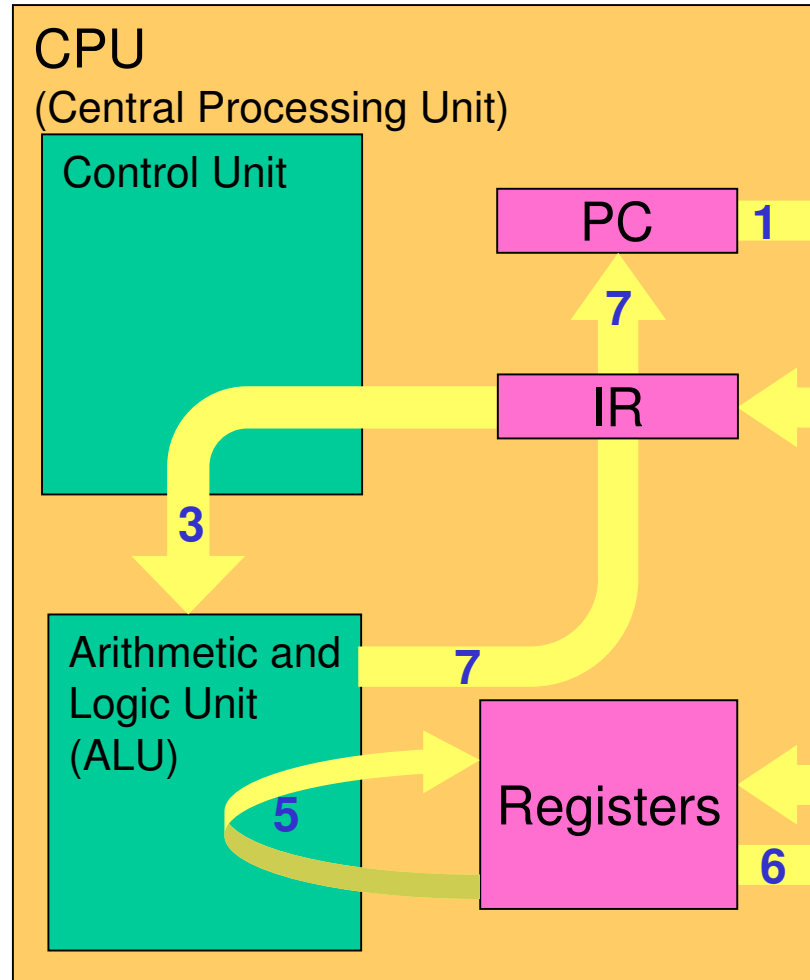 CPU
(Central Processing Unit)
Control Unit
PC
1
7
IR
3
Arithmetic and
Logic Unit
(ALU)
7
5
Registers
6